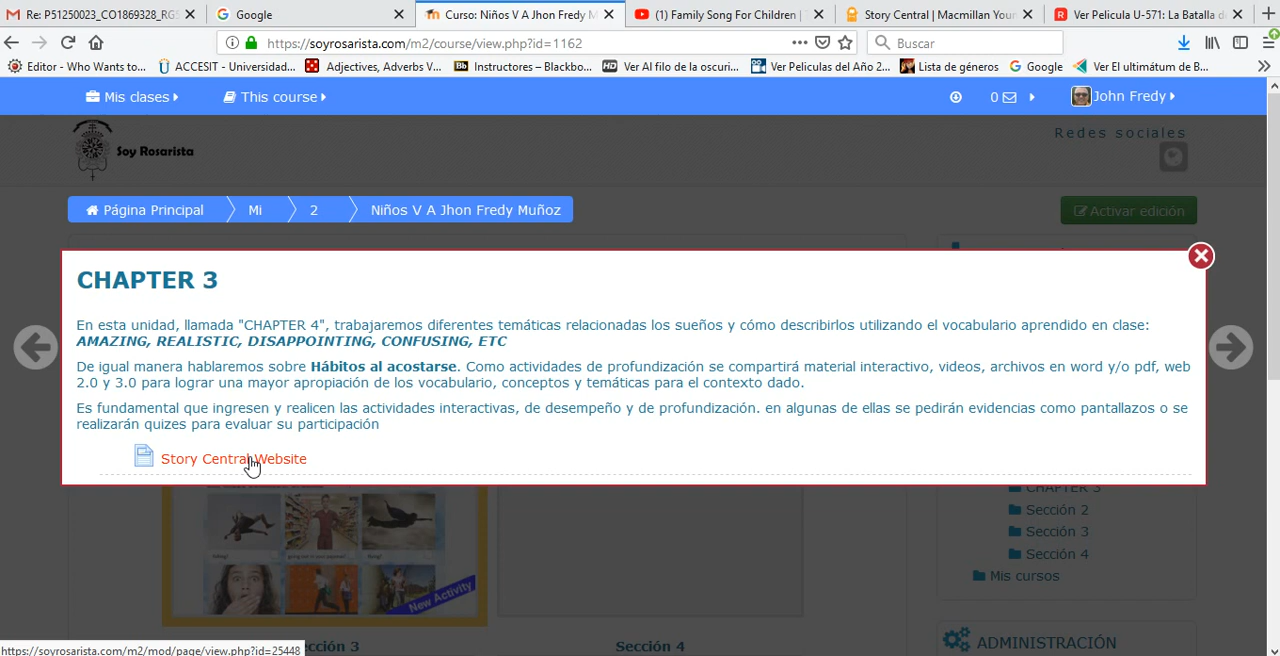 Re: P51250023_CO1869328_RG
Google
Curso: Niños V A Jhon Fredy M
(1) Family Song For Children |
Story Central | Macmillan Your
Ver Pelicula U-571: La Batalla d
https://soyrosarista.com/m2/course/view.php?id=1162
Buscar
Editor - Who Wants to...
ACCESIT - Universidad...
Adjectives, Adverbs V...
Instructores – Blackbo...
Ver Al filo de la oscuri...
Ver Peliculas del Año 2...
Lista de géneros
Google
Ver El ultimátum de B...
Mis clases
This course
0
John Fredy
Soy Rosarista
Redes sociales
Página Principal
Mi
2
Niños V A Jhon Fredy Muñoz
Activar edición
CHAPTER 3
En esta unidad, llamada "CHAPTER 4", trabajaremos diferentes temáticas relacionadas los sueños y cómo describirlos utilizando el vocabulario aprendido en clase:
AMAZING, REALISTIC, DISAPPOINTING, CONFUSING, ETC
De igual manera hablaremos sobre Hábitos al acostarse. Como actividades de profundización se compartirá material interactivo, videos, archivos en word y/o pdf, web
2.0 y 3.0 para lograr una mayor apropiación de los vocabulario, conceptos y temáticas para el contexto dado.
Es fundamental que ingresen y realicen las actividades interactivas, de desempeño y de profundización. en algunas de ellas se pedirán evidencias como pantallazos o se
realizarán quizes para evaluar su participación
Story Central Website
CHAPTER 3
Sección 2
Sección 3
Sección 4
Mis cursos
New Activity
ADMINISTRACIÓN
cción 3
Sección 4
https://soyrosarista.com/m2/mod/page/view.php?id=25448